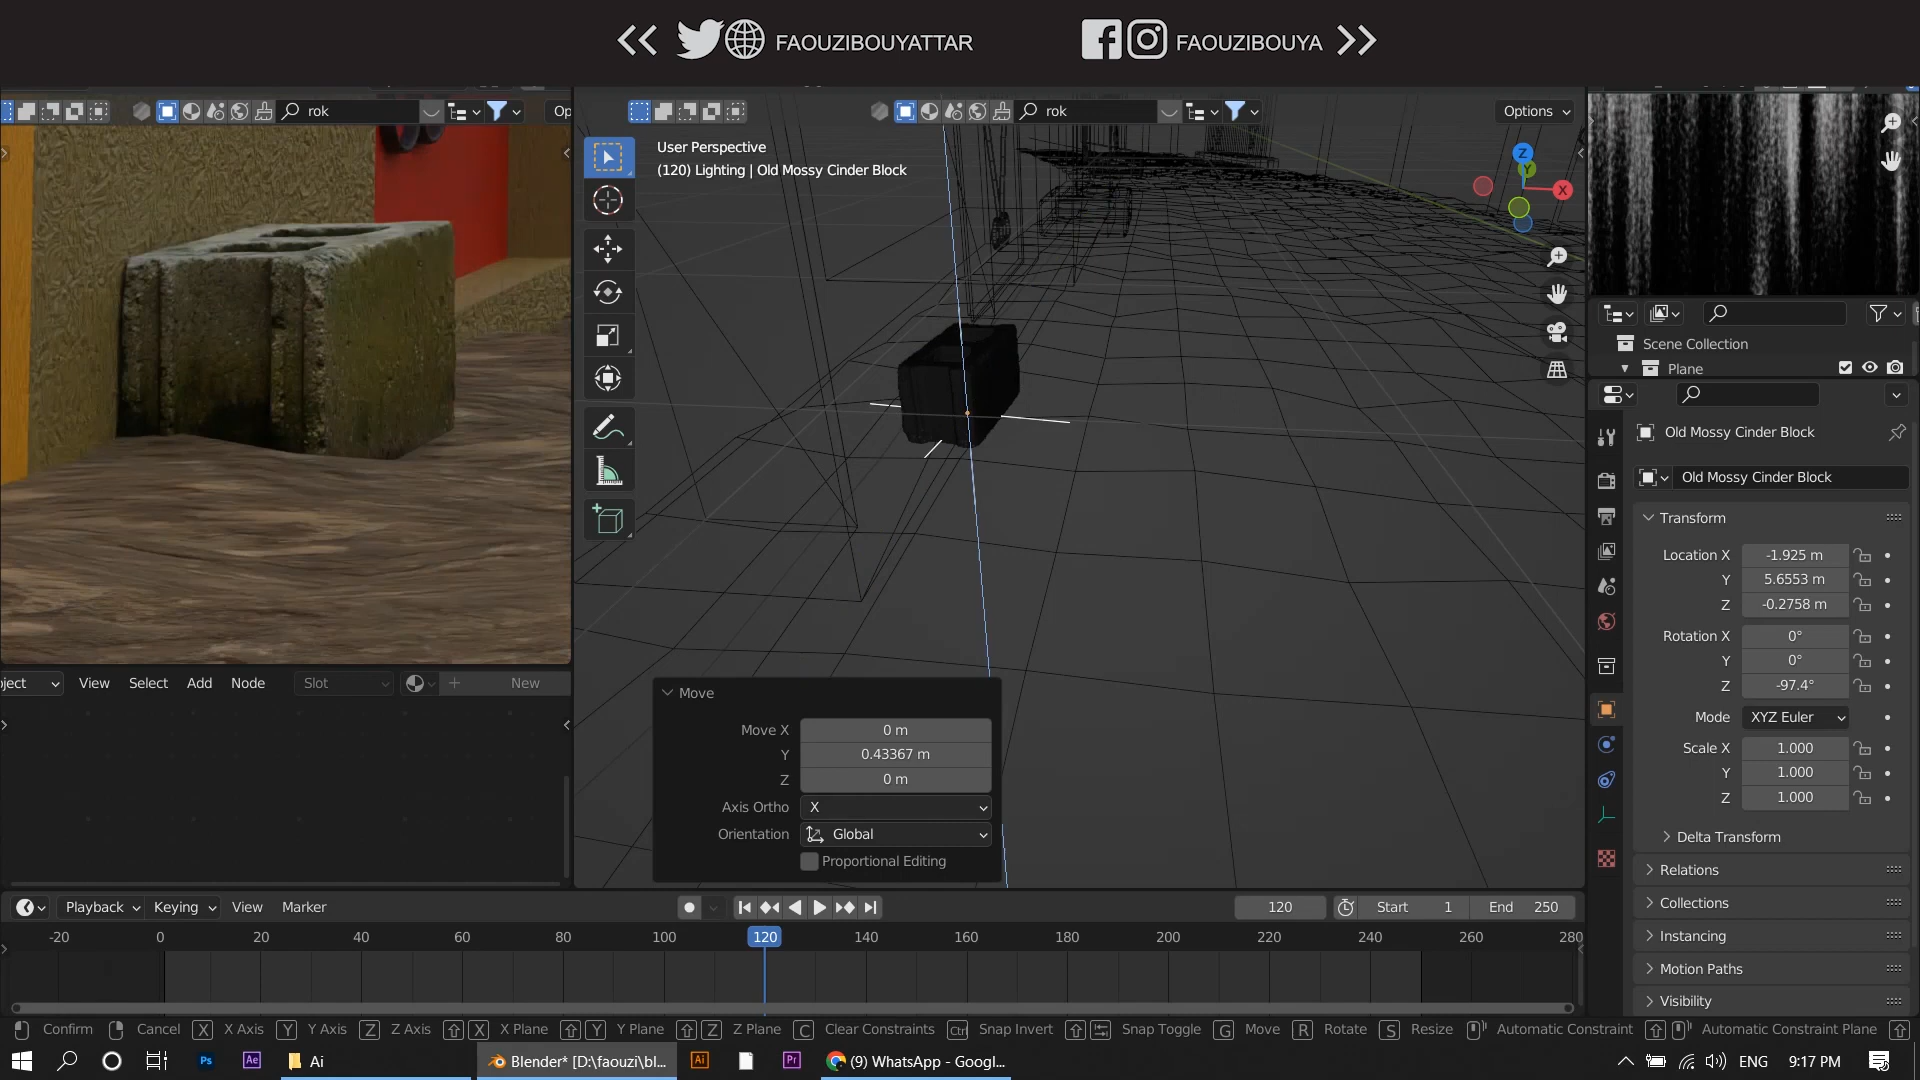 FAOUZIBOUYATTAR FAOUZIBOUYA
rok
Op
rok
Options
User Perspective
(120) Lighting | Old Mossy Cinder Block
Z
Y
X
Scene Collection
Plane
Old Mossy Cinder Block
Old Mossy Cinder Block
Transform
Location X -1.925 m
Y 5.6553 m
Z -0.2758 m
Rotation X 0°
Y 0°
Z -97.4°
Mode XYZ Euler
Scale X 1.000
Y 1.000
Z 1.000
Delta Transform
Relations
Collections
Instancing
Motion Paths
Visibility
ject View Select Add Node Slot New
Move
Move X 0 m
Y 0.43367 m
Z 0 m
Axis Ortho X
Orientation Global
Proportional Editing
Playback Keying View Marker 120 Start 1 End 250
-20 0 20 40 60 80 100 120 140 160 180 200 220 240 260 280
Confirm Cancel X X Axis Y Y Axis Z Z Axis X X Plane Y Y Plane Z Z Plane C Clear Constraints Ctrl Snap Invert Snap Toggle G Move R Rotate S Resize Automatic Constraint Automatic Constraint Plane
Ps Ae Ai Blender* [D:\faouzi\bl... Ai Pr (9) WhatsApp - Googl... ENG 9:17 PM